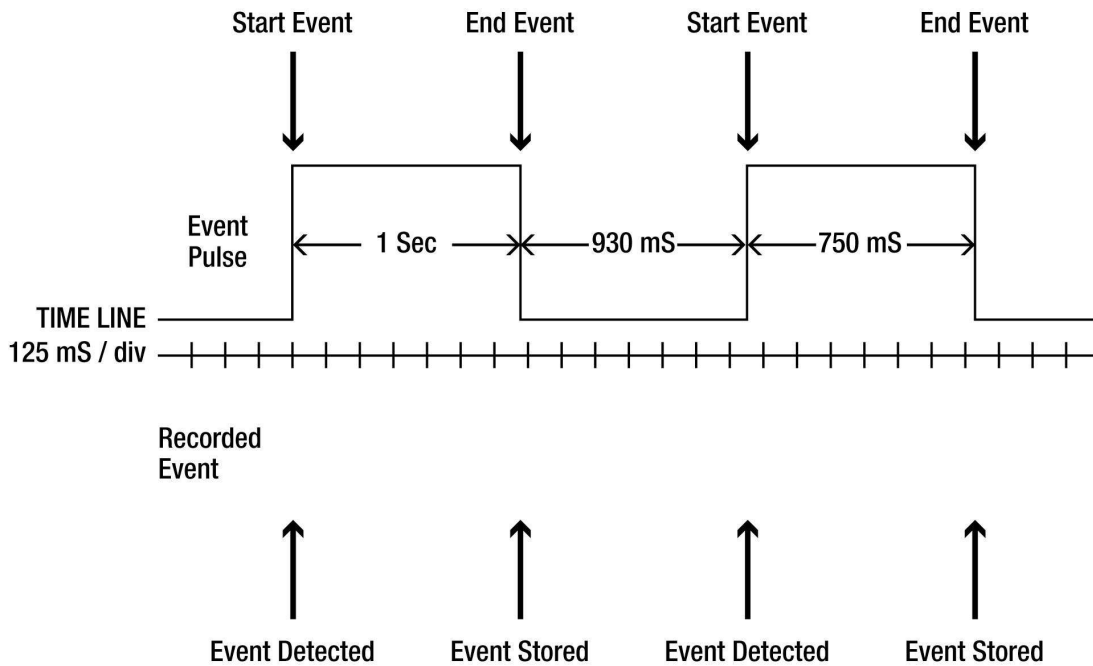 Start Event
End Event
Start Event
End Event
Event
Pulse
1 Sec
930 mS
750 mS
TIME LINE
125 mS / div
Recorded
Event
Event Detected
Event Stored
Event Detected
Event Stored